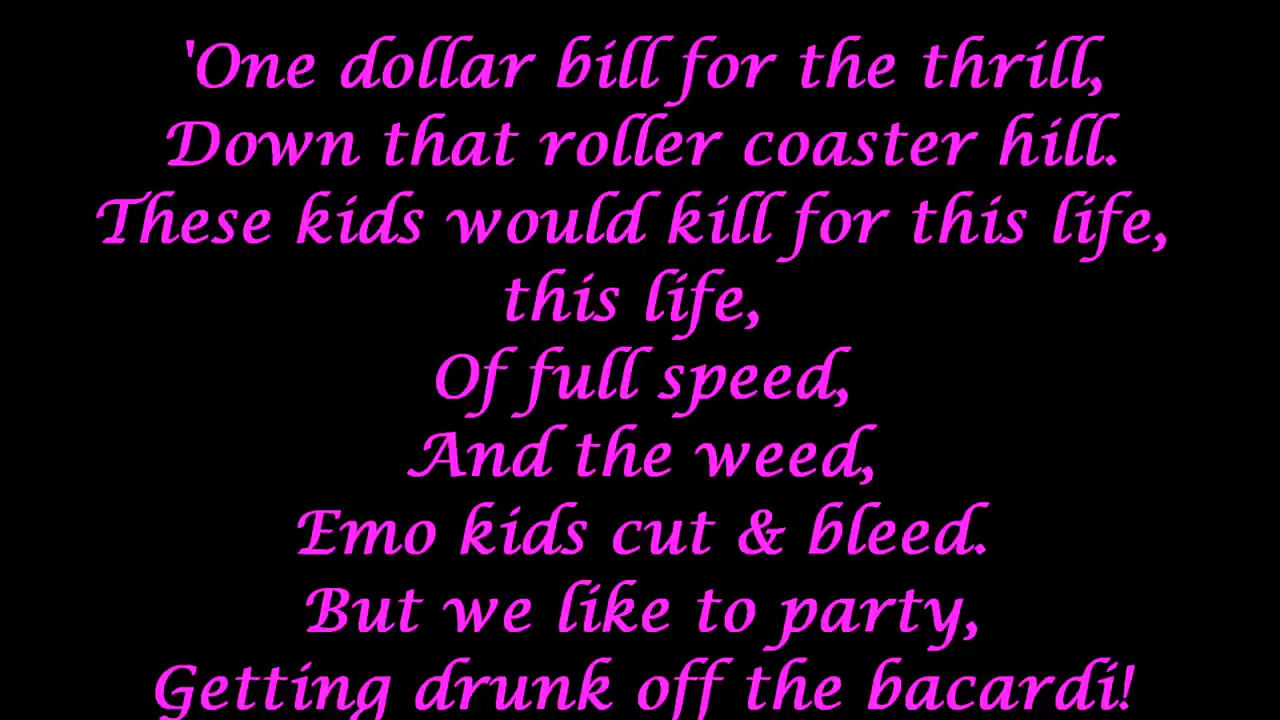 'One dollar bill for the thrill,
Down that roller coaster hill.
These kids would kill for this life,
this life,
Of full speed,
And the weed,
Emo kids cut & bleed.
But we like to party,
Getting drunk off the bacardi!